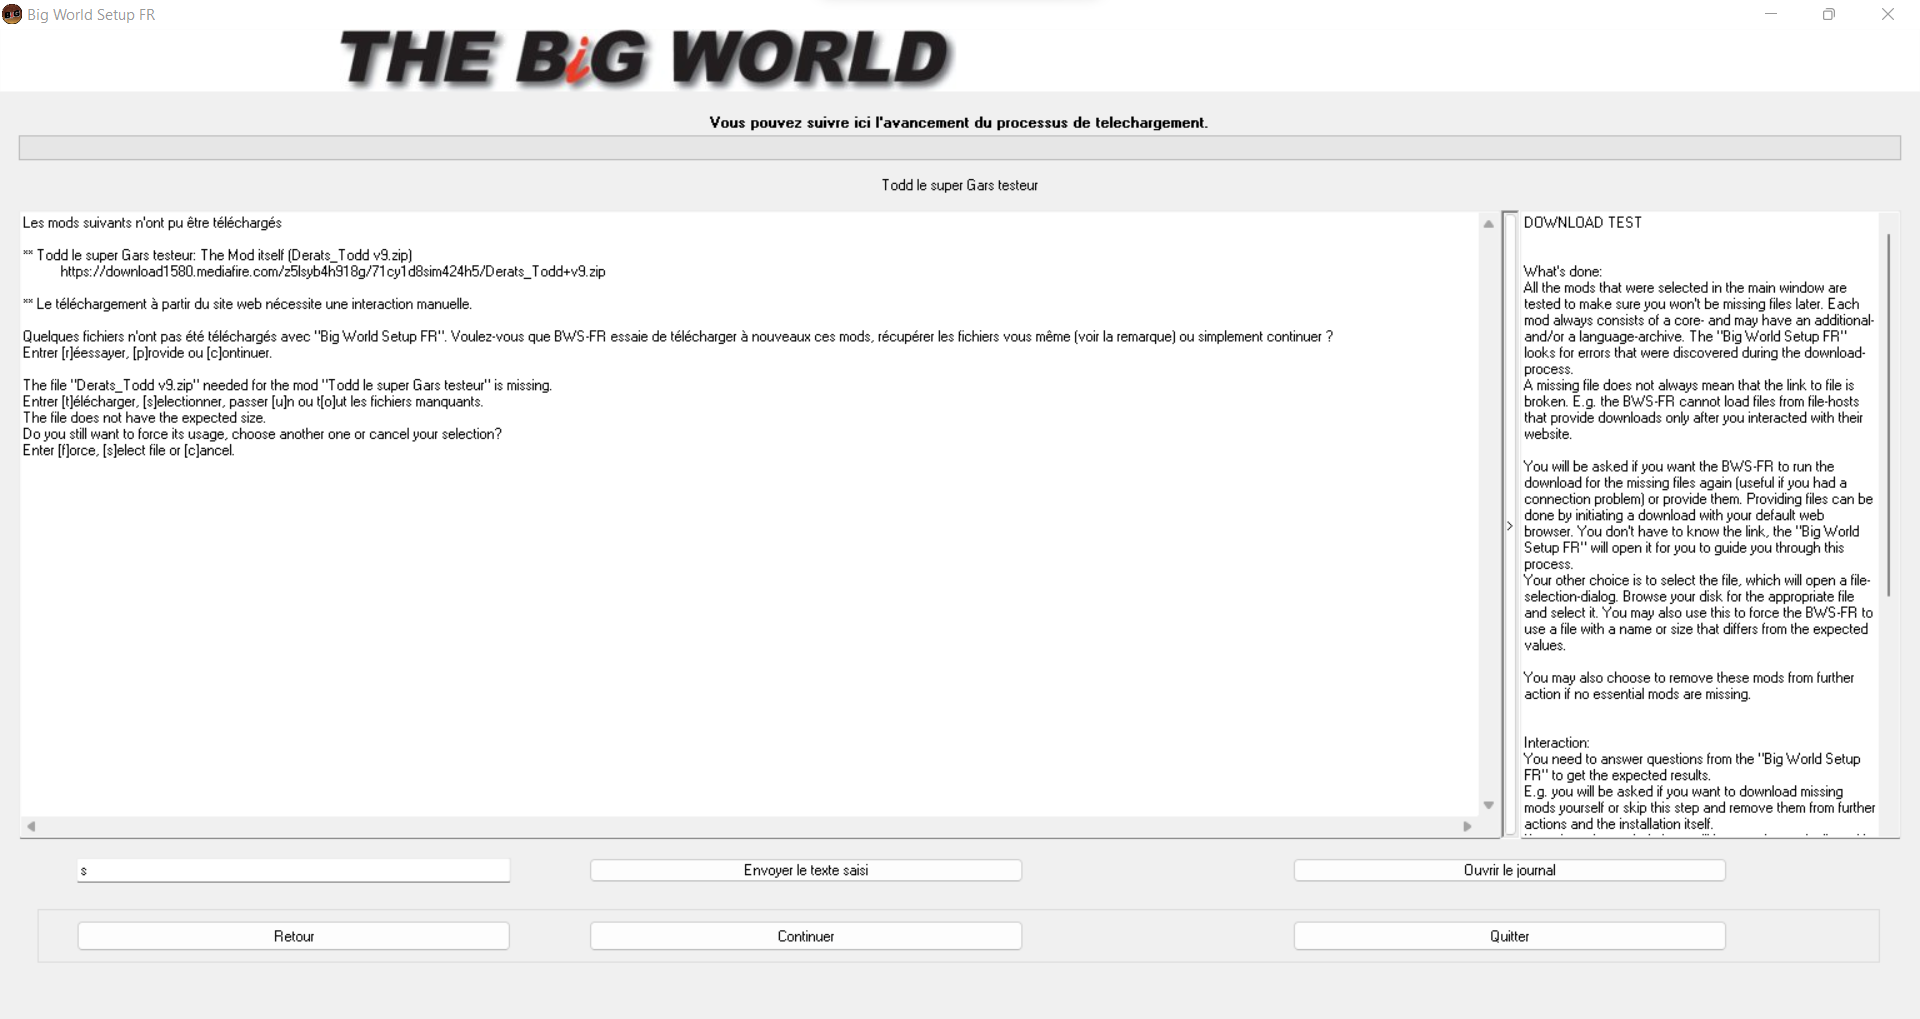 Big World Setup FR
THE BiG WORLD
Vous pouvez suivre ici l'avancement du processus de telechargement.
Todd le super Gars testeur
Les mods suivants n'ont pu être téléchargés
** Todd le super Gars testeur: The Mod itself (Derats_Todd v9.zip)
https://download1580.mediafire.com/z5lsyb4h918g/71cy1d8sim424h5/Derats_Todd+v9.zip
** Le téléchargement à partir du site web nécessite une interaction manuelle.
Quelques fichiers n'ont pas été téléchargés avec "Big World Setup FR". Voulez-vous que BWS-FR essaie de télécharger à nouveaux ces mods, récupérer les fichiers vous même (voir la remarque) ou simplement continuer ?
Entrer [r]éessayer, [p]rovide ou [c]ontinuer.
The file "Derats_Todd v9.zip" needed for the mod "Todd le super Gars testeur" is missing.
Entrer [t]élécharger, [s]electionner, passer [u]n ou t[o]ut les fichiers manquants.
The file does not have the expected size.
Do you still want to force its usage, choose another one or cancel your selection?
Enter [f]orce, [s]elect file or [c]ancel.
>
DOWNLOAD TEST
What's done:
All the mods that were selected in the main window are
tested to make sure you won't be missing files later. Each
mod always consists of a core- and may have an additional-
and/or a language-archive. The "Big World Setup FR"
looks for errors that were discovered during the download-
process.
A missing file does not always mean that the link to file is
broken. E.g. the BWS-FR cannot load files from file-hosts
that provide downloads only after you interacted with their
website.
You will be asked if you want the BWS-FR to run the
download for the missing files again (useful if you had a
connection problem) or provide them. Providing files can be
done by initiating a download with your default web
browser. You don't have to know the link, the "Big World
Setup FR" will open it for you to guide you through this
process.
Your other choice is to select the file, which will open a file-
selection-dialog. Browse your disk for the appropriate file
and select it. You may also use this to force the BWS-FR to
use a file with a name or size that differs from the expected
values.
You may also choose to remove these mods from further
action if no essential mods are missing.
Interaction:
You need to answer questions from the "Big World Setup
FR" to get the expected results.
E.g. you will be asked if you want to download missing
mods yourself or skip this step and remove them from further
actions and the installation itself.
s
Envoyer le texte saisi
Ouvrir le journal
Retour
Continuer
Quitter